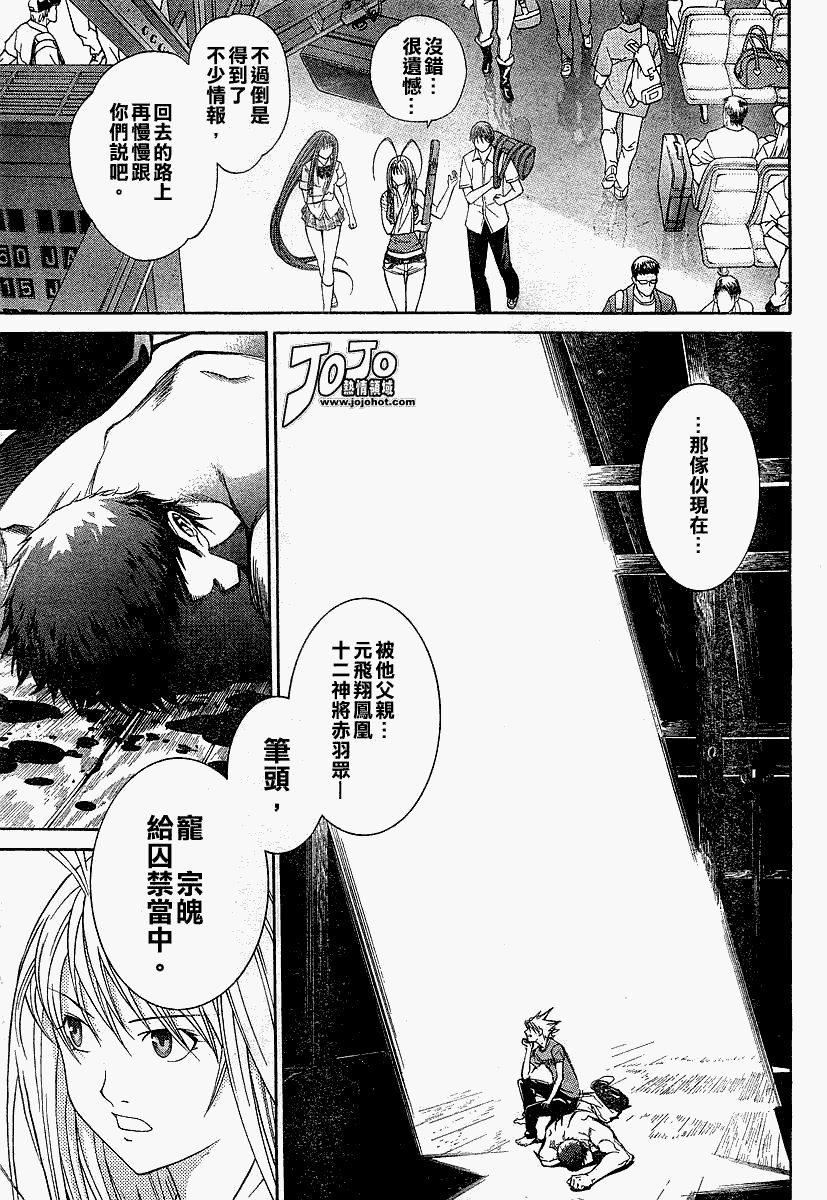 沒錯…
很遺憾…
不過倒是
得到了
不少情報，
回去的路上
再慢慢跟
你們說吧。
30 JA
15 J
JOJO
熱情領域
www.jojohot.com
…那傢伙現在…
被他父親…
元飛翔鳳凰
十二神將赤羽眾—
筆頭，
寵 宗魄
給囚禁當中。